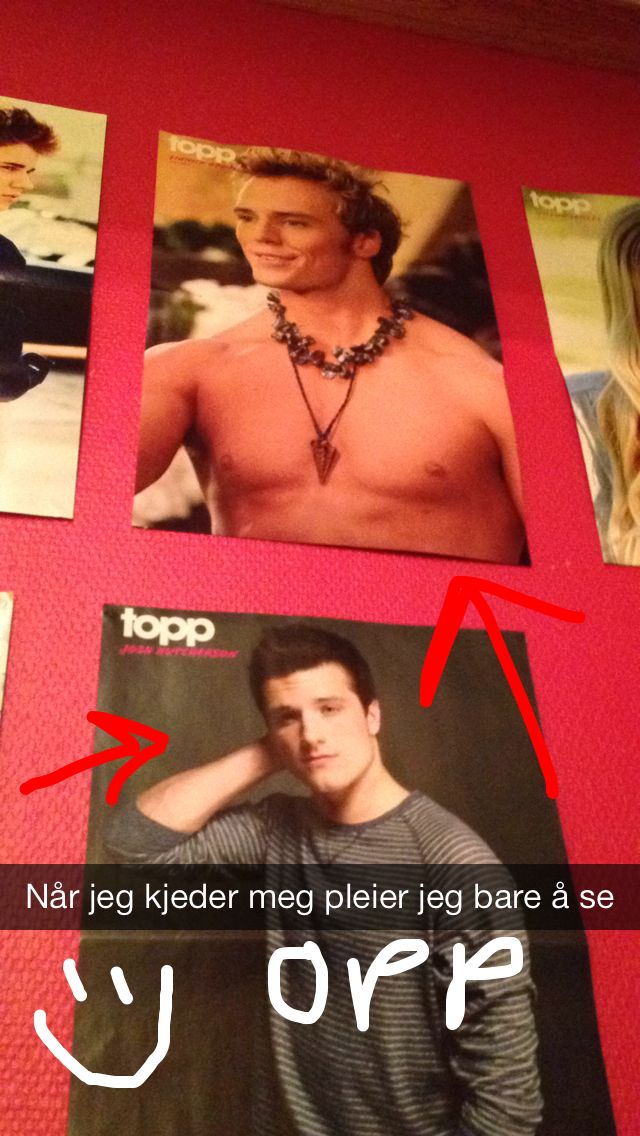 topp
topp
topp
JOSH HUTCHERSON
Når jeg kjeder meg pleier jeg bare å se
OPP